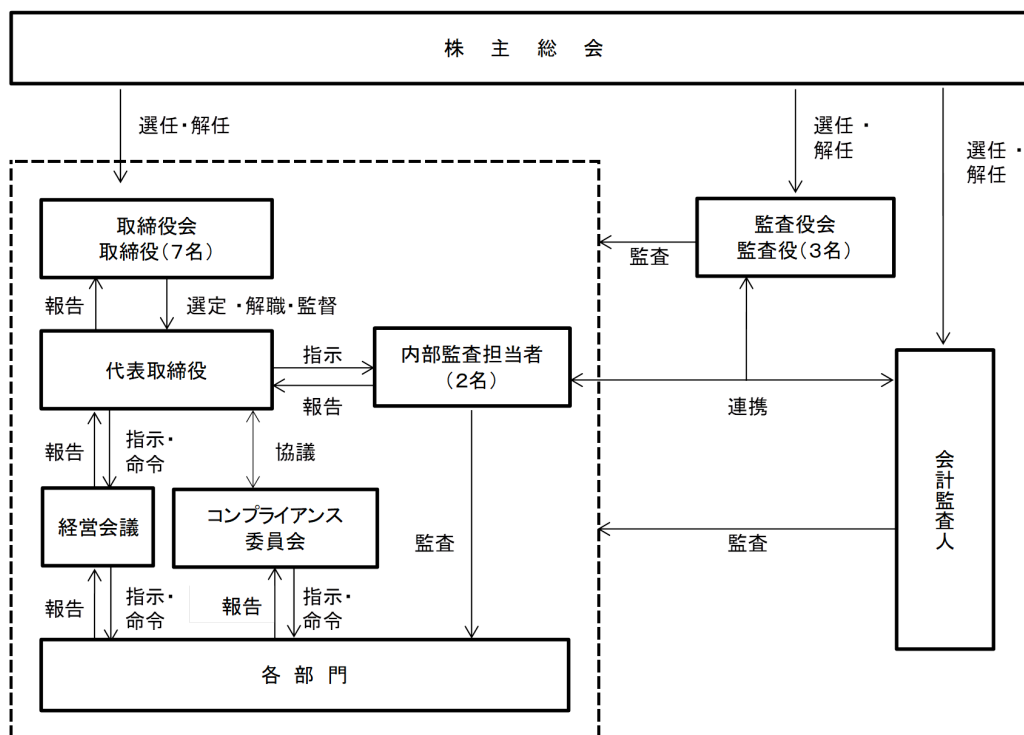 株 主 総 会
選任・解任
選任・
解任
選任・
解任
取締役会
取締役（７名）
監査役会
監査役（３名）
監査
報告
選定 ・解職・監督
代表取締役
指示
報告
内部監査担当者
（２名）
連携
報告
指示・
命令
協議
経営会議
コンプライアンス
委員会
監査
監査
会計監査人
報告
指示・
命令
報告
指示・
命令
各 部 門